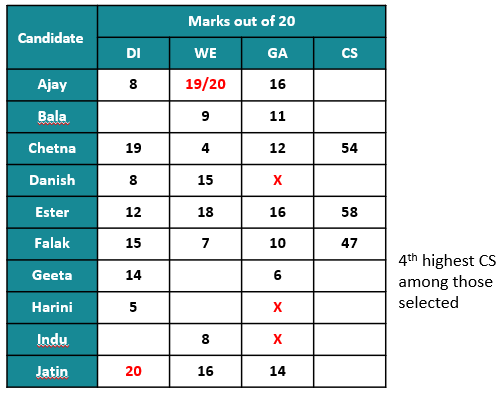 Candidate Marks out of 20
DI WE GA CS
Ajay 8 19/20 16
Bala 9 11
Chetna 19 4 12 54
Danish 8 15 X
Ester 12 18 16 58
Falak 15 7 10 47
Geeta 14 6
Harini 5 X
Indu 8 X
Jatin 20 16 14
4th highest CS
among those
selected